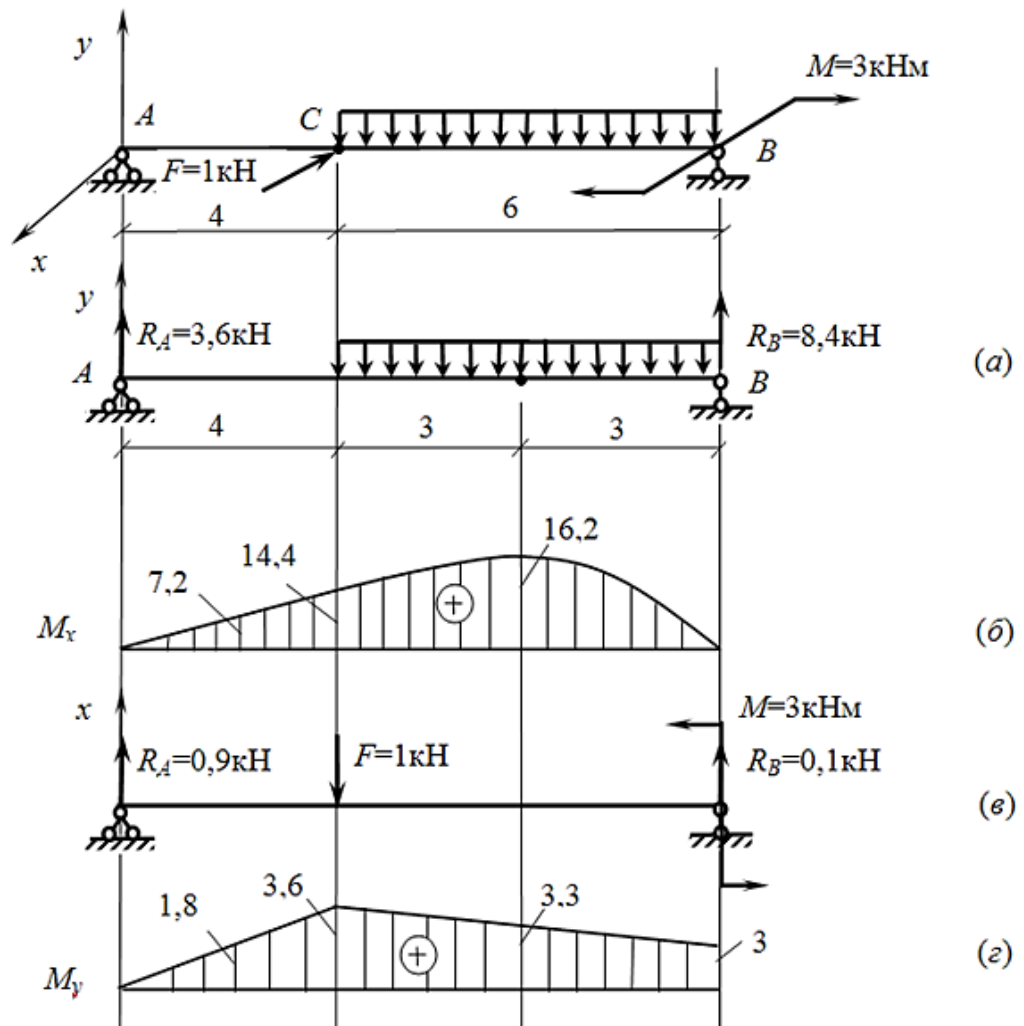 y
M=3кНм
A
C
B
F=1кН
4
6
x
y
R_A=3,6кН
R_B=8,4кН
(а)
A
B
4
3
3
16,2
14,4
7,2
+
M_x
(б)
x
M=3кНм
R_A=0,9кН
F=1кН
R_B=0,1кН
(в)
3,6
3,3
1,8
3
+
M_y
(г)